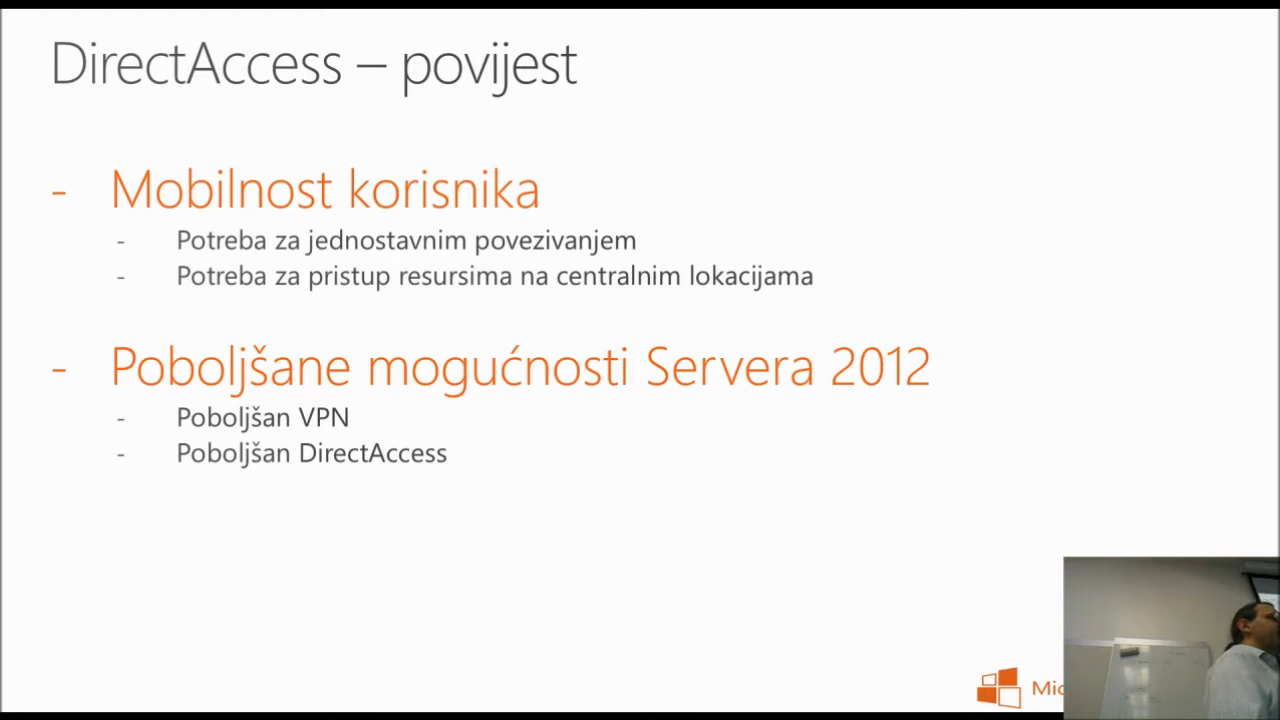 DirectAccess – povijest
- Mobilnost korisnika
- Potreba za jednostavnim povezivanjem
- Potreba za pristup resursima na centralnim lokacijama
- Poboljšane mogućnosti Servera 2012
- Poboljšan VPN
- Poboljšan DirectAccess